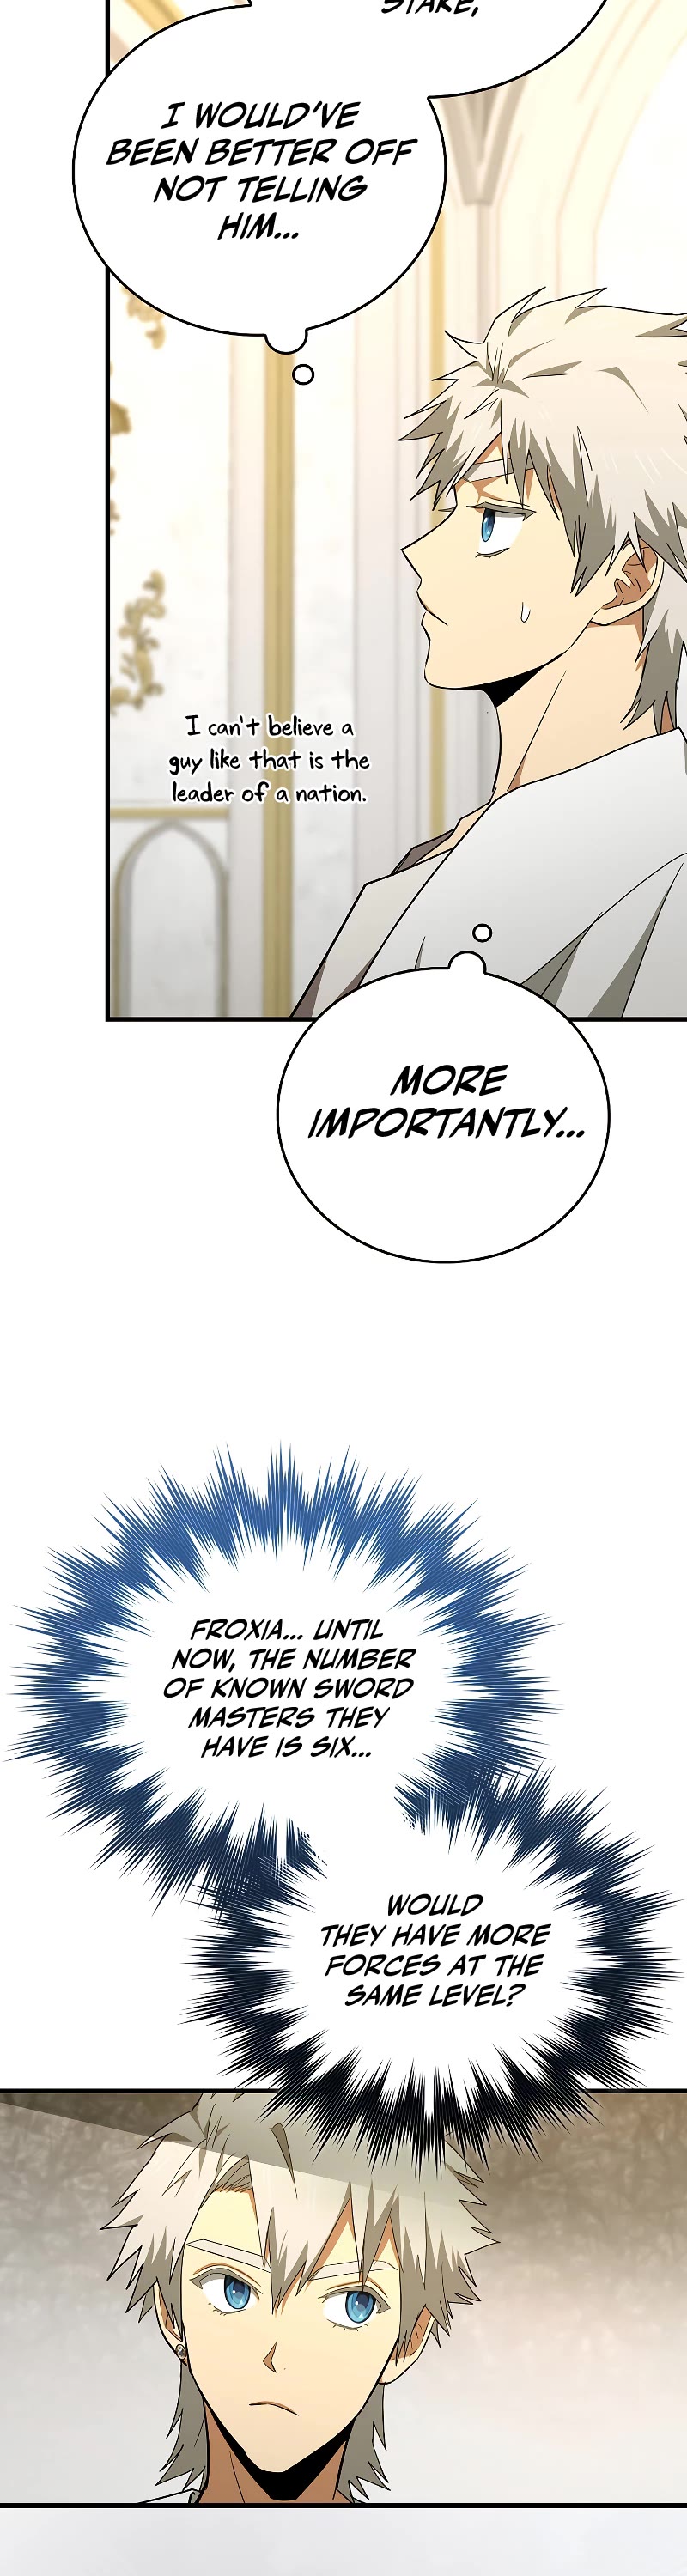 STAKE,
I WOULD'VE
BEEN BETTER OFF
NOT TELLING
HIM...
I can't believe a
guy like that is the
leader of a nation.
MORE
IMPORTANTLY...
FROXIA... UNTIL
NOW, THE NUMBER
OF KNOWN SWORD
MASTERS THEY
HAVE IS SIX...
WOULD
THEY HAVE MORE
FORCES AT THE
SAME LEVEL?